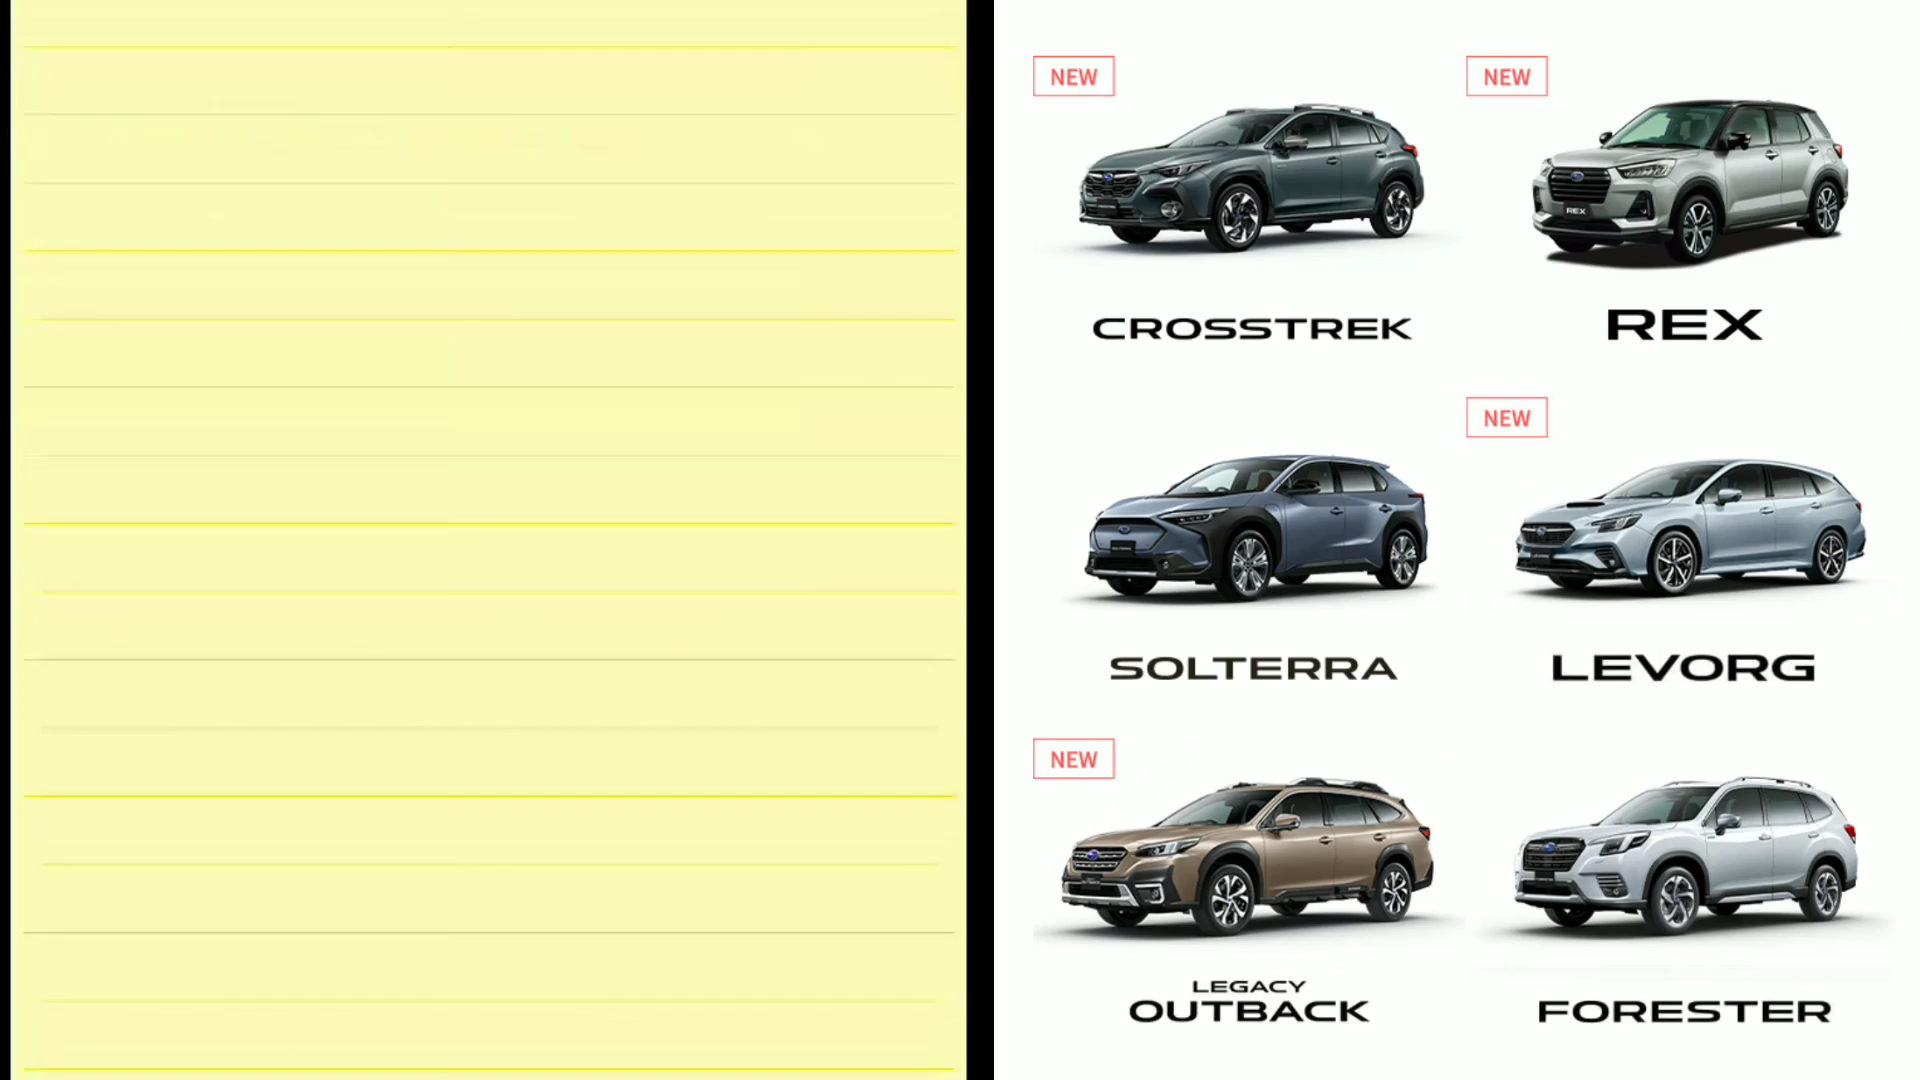 NEW
NEW
CROSSTREK
REX
NEW
SOLTERRA
LEVORG
NEW
LEGACY
OUTBACK
FORESTER